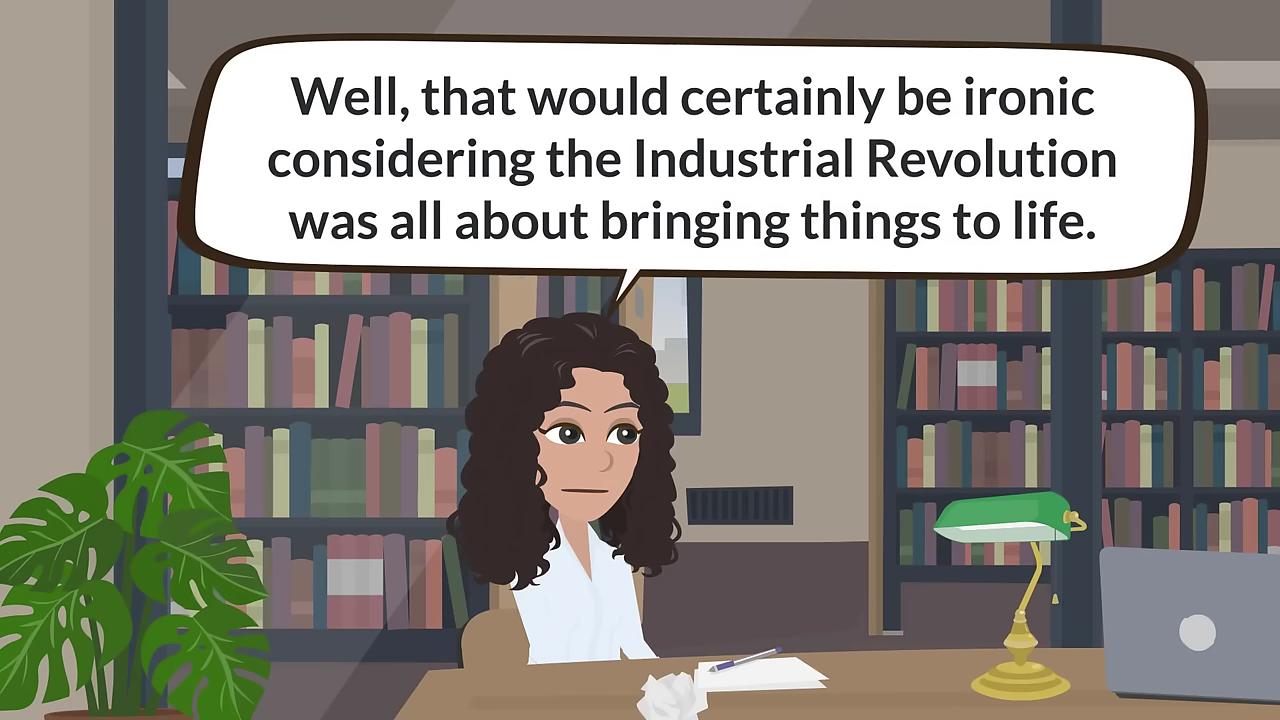 Well, that would certainly be ironic
considering the Industrial Revolution
was all about bringing things to life.